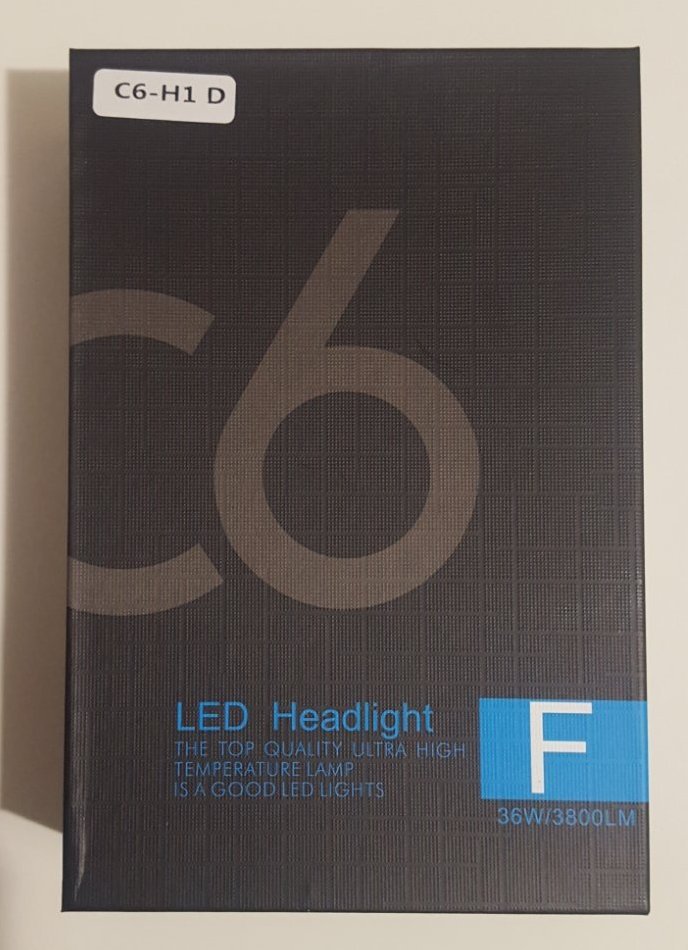 C6-H1 D
C6
LED Headlight
THE TOP QUALITY ULTRA HIGH
TEMPERATURE LAMP
IS A GOOD LED LIGHTS
F
36W/3800LM